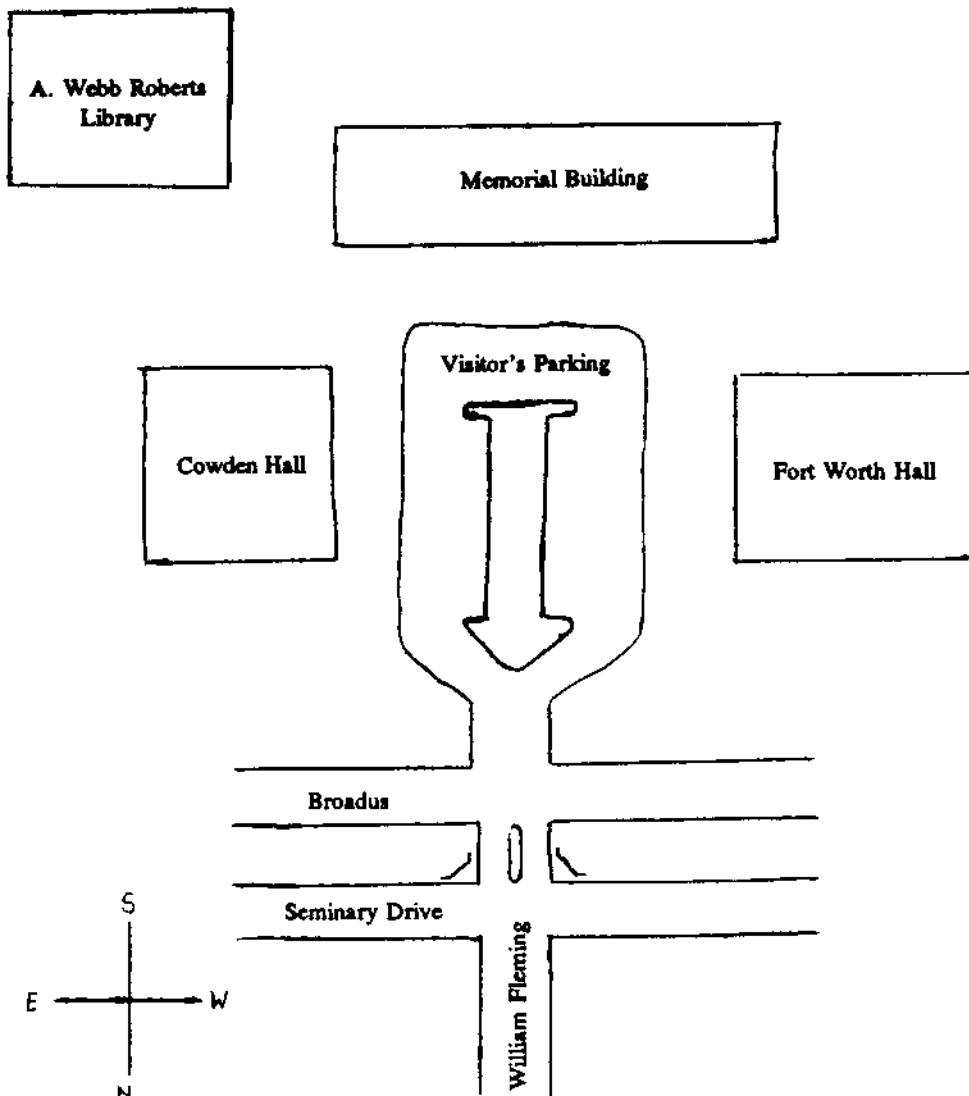 A. Webb Roberts
Library
Memorial Building
Visitor's Parking
Cowden Hall
Fort Worth Hall
Broadus
Seminary Drive
William Fleming
S
E
W
N